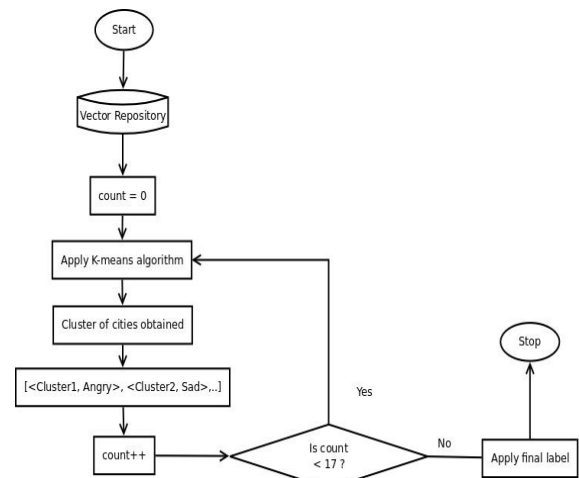 Start
Vector Repository
count = 0
Apply K-means algorithm
Cluster of cities obtained
[<Cluster1, Angry>, <Cluster2, Sad>,..]
count++
Is count
< 17 ?
Yes
No
Apply final label
Stop